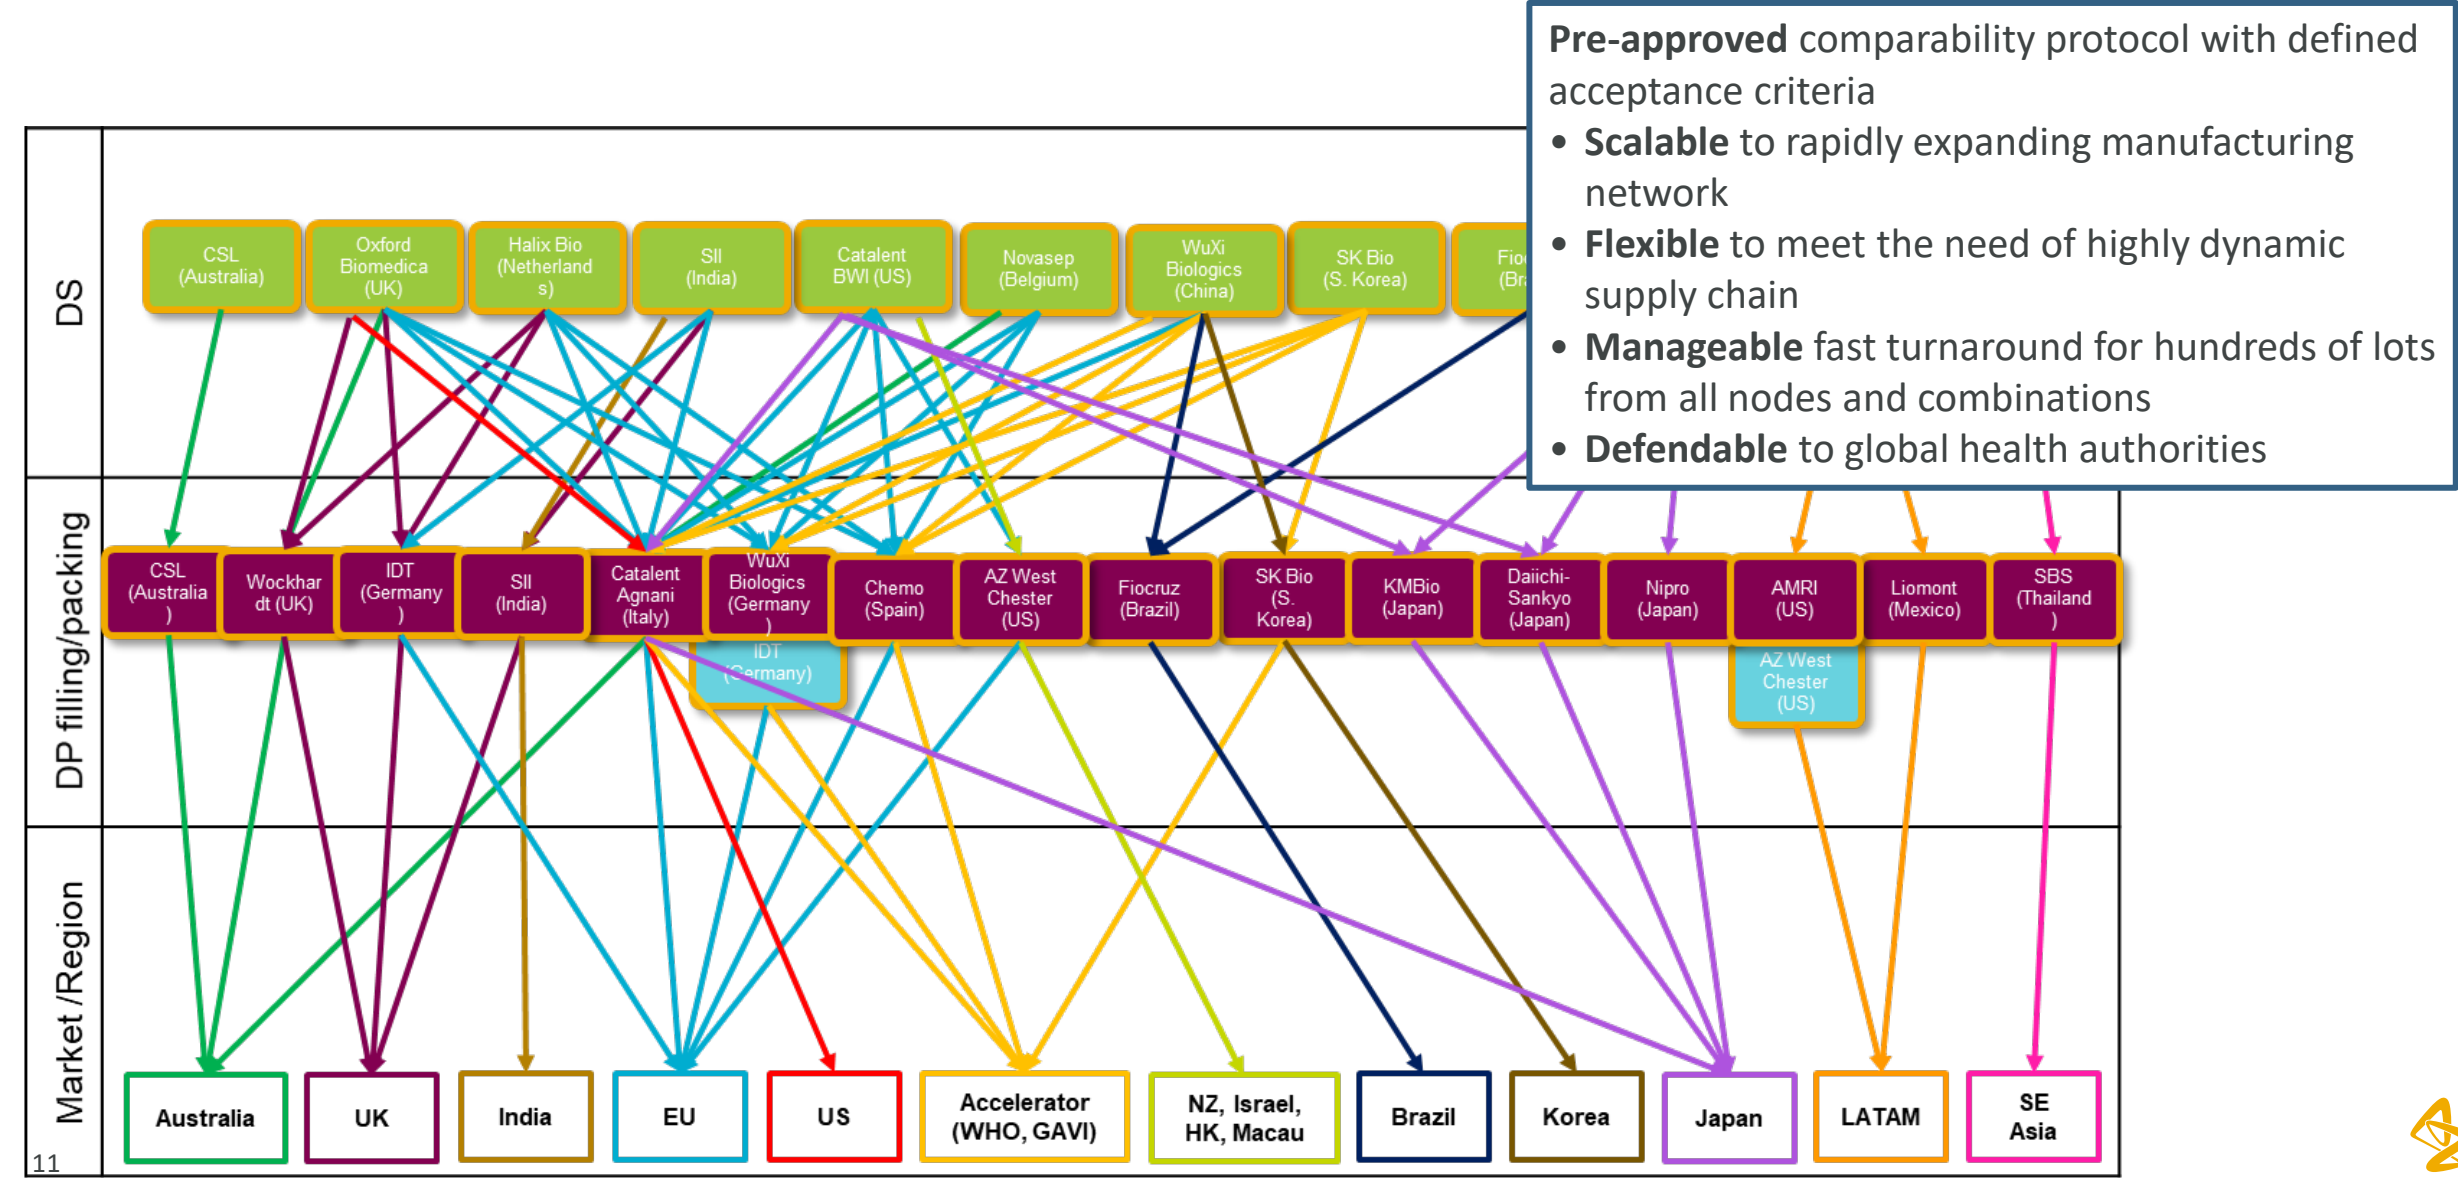 Pre-approved comparability protocol with defined
acceptance criteria
• Scalable to rapidly expanding manufacturing
network
• Flexible to meet the need of highly dynamic
supply chain
• Manageable fast turnaround for hundreds of lots
from all nodes and combinations
• Defendable to global health authorities
DS
CSL
(Australia)
Oxford
Biomedica
(UK)
Halix Bio
(Netherland
s)
SII
(India)
Catalent
BWI (US)
Novasep
(Belgium)
WuXi
Biologics
(China)
SK Bio
(S. Korea)
DP filling/packing
CSL
(Australia
)
Wockhar
dt (UK)
IDT
(Germany
)
SII
(India)
Catalent
Agnani
(Italy)
WuXi
Biologics
(Germany
)
Chemo
(Spain)
AZ West
Chester
(US)
Fiocruz
(Brazil)
SK Bio
(S.
Korea)
KMBio
(Japan)
Daiichi-
Sankyo
(Japan)
Nipro
(Japan)
AMRI
(US)
Liomont
(Mexico)
SBS
(Thailand
)
IDT
(Germany)
AZ West
Chester
(US)
Market /Region
Australia
UK
India
EU
US
Accelerator
(WHO, GAVI)
NZ, Israel,
HK, Macau
Brazil
Korea
Japan
LATAM
SE
Asia
11